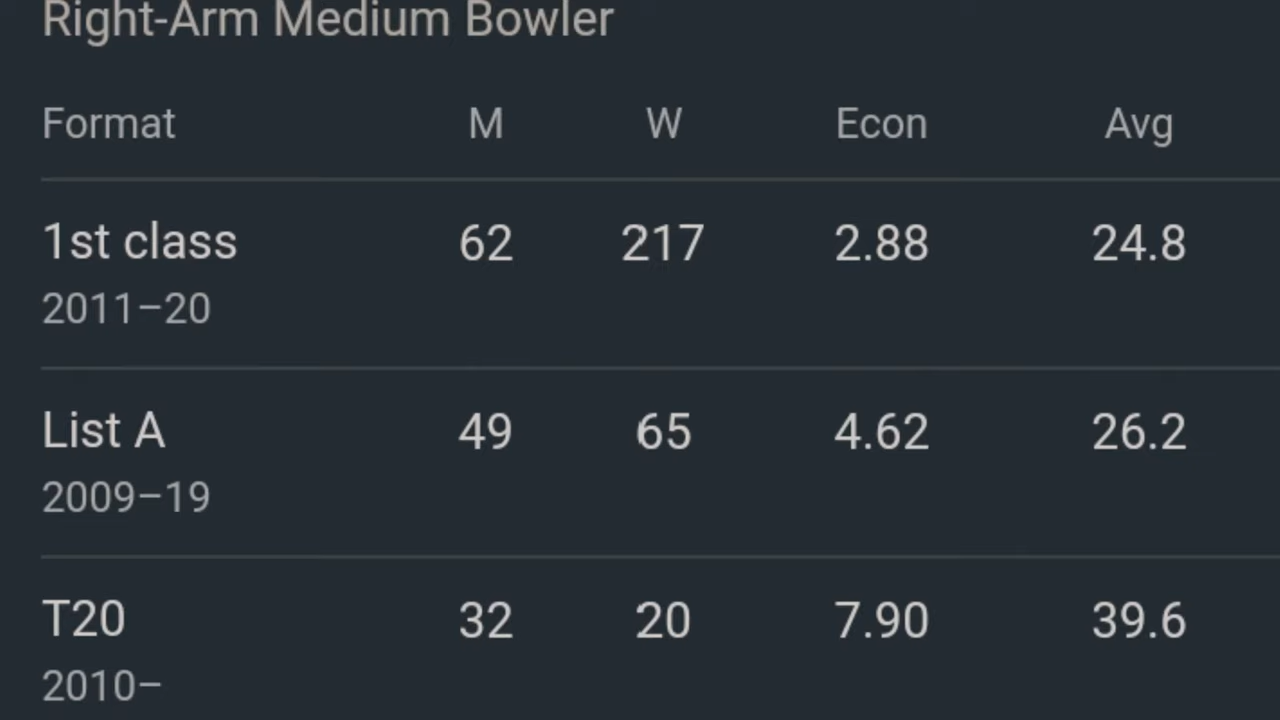 Right-Arm Medium Bowler
Format M W Econ Avg
1st class 62 217 2.88 24.8
2011–20
List A 49 65 4.62 26.2
2009–19
T20 32 20 7.90 39.6
2010–